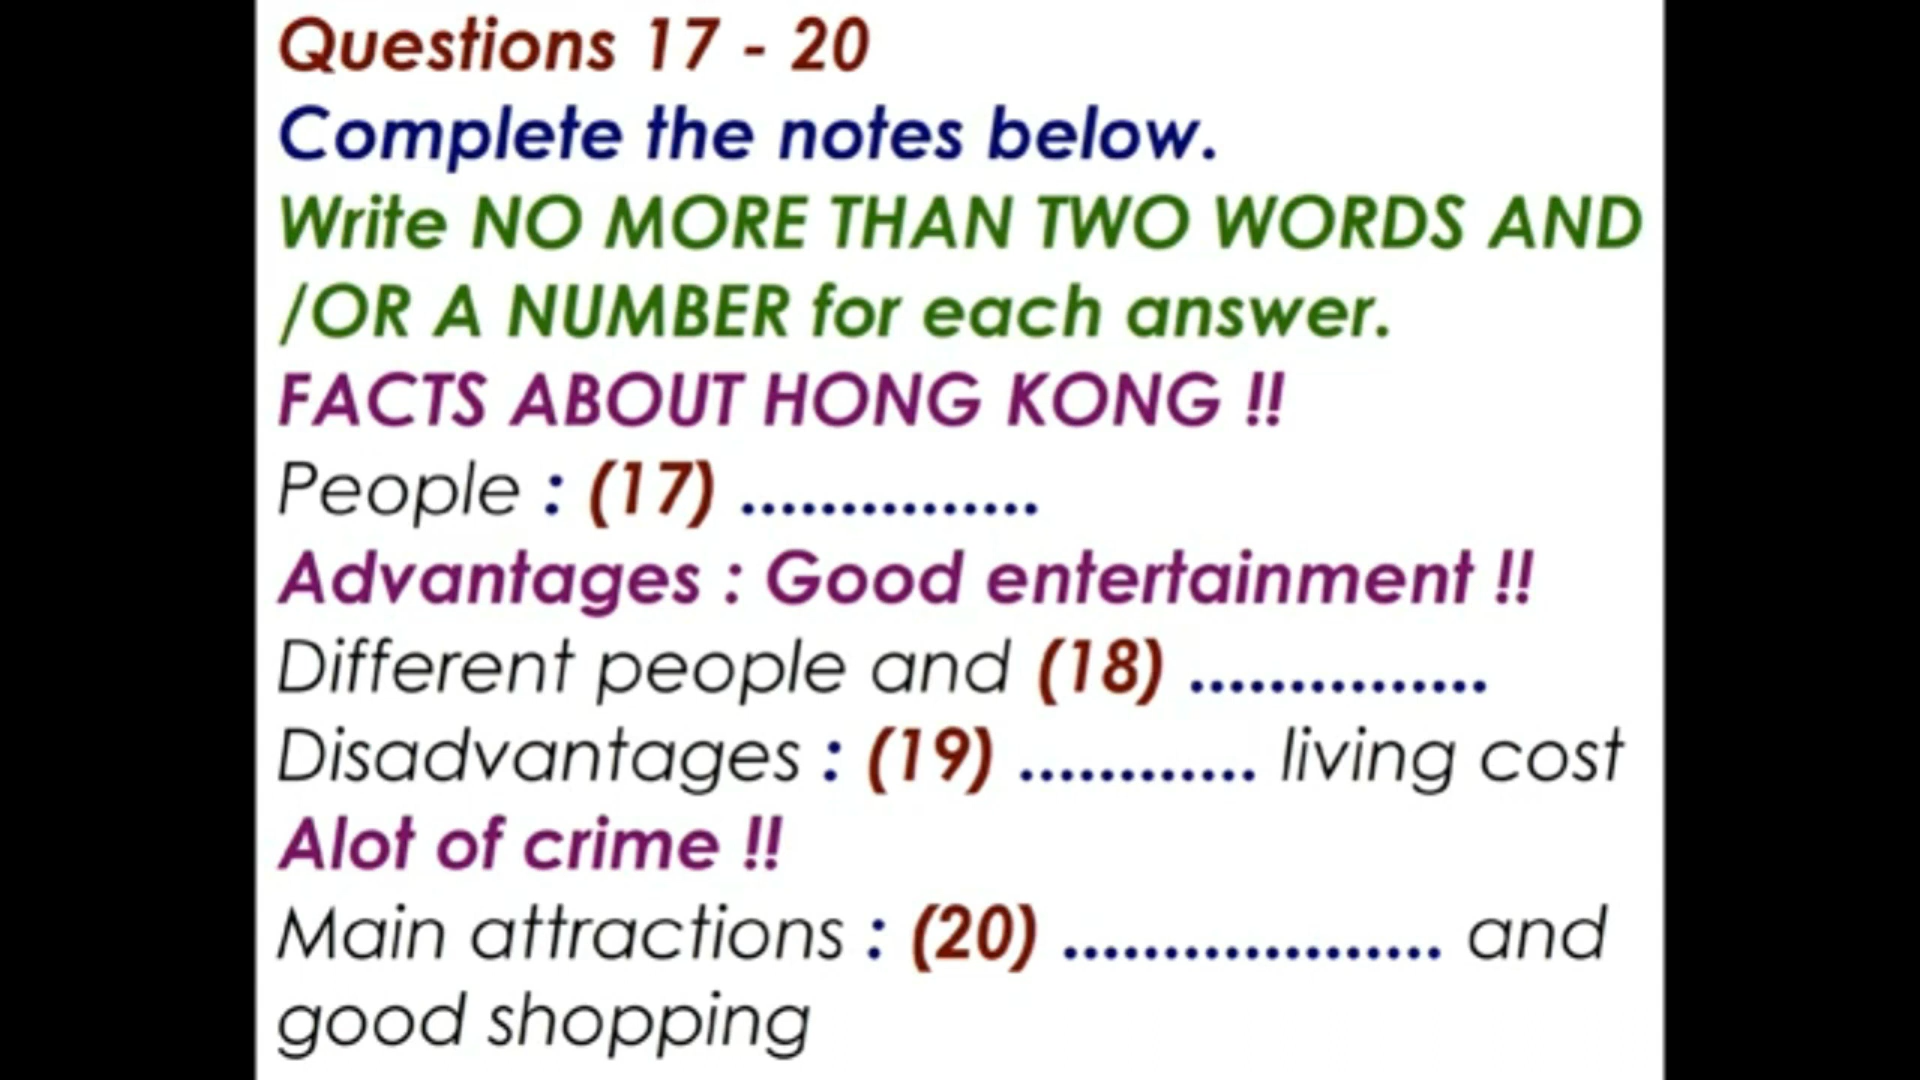 Questions 17 - 20
Complete the notes below.
Write NO MORE THAN TWO WORDS AND
/OR A NUMBER for each answer.
FACTS ABOUT HONG KONG !!
People : (17) ...............
Advantages : Good entertainment !!
Different people and (18) ...............
Disadvantages : (19) ............ living cost
Alot of crime !!
Main attractions : (20) ................... and
good shopping